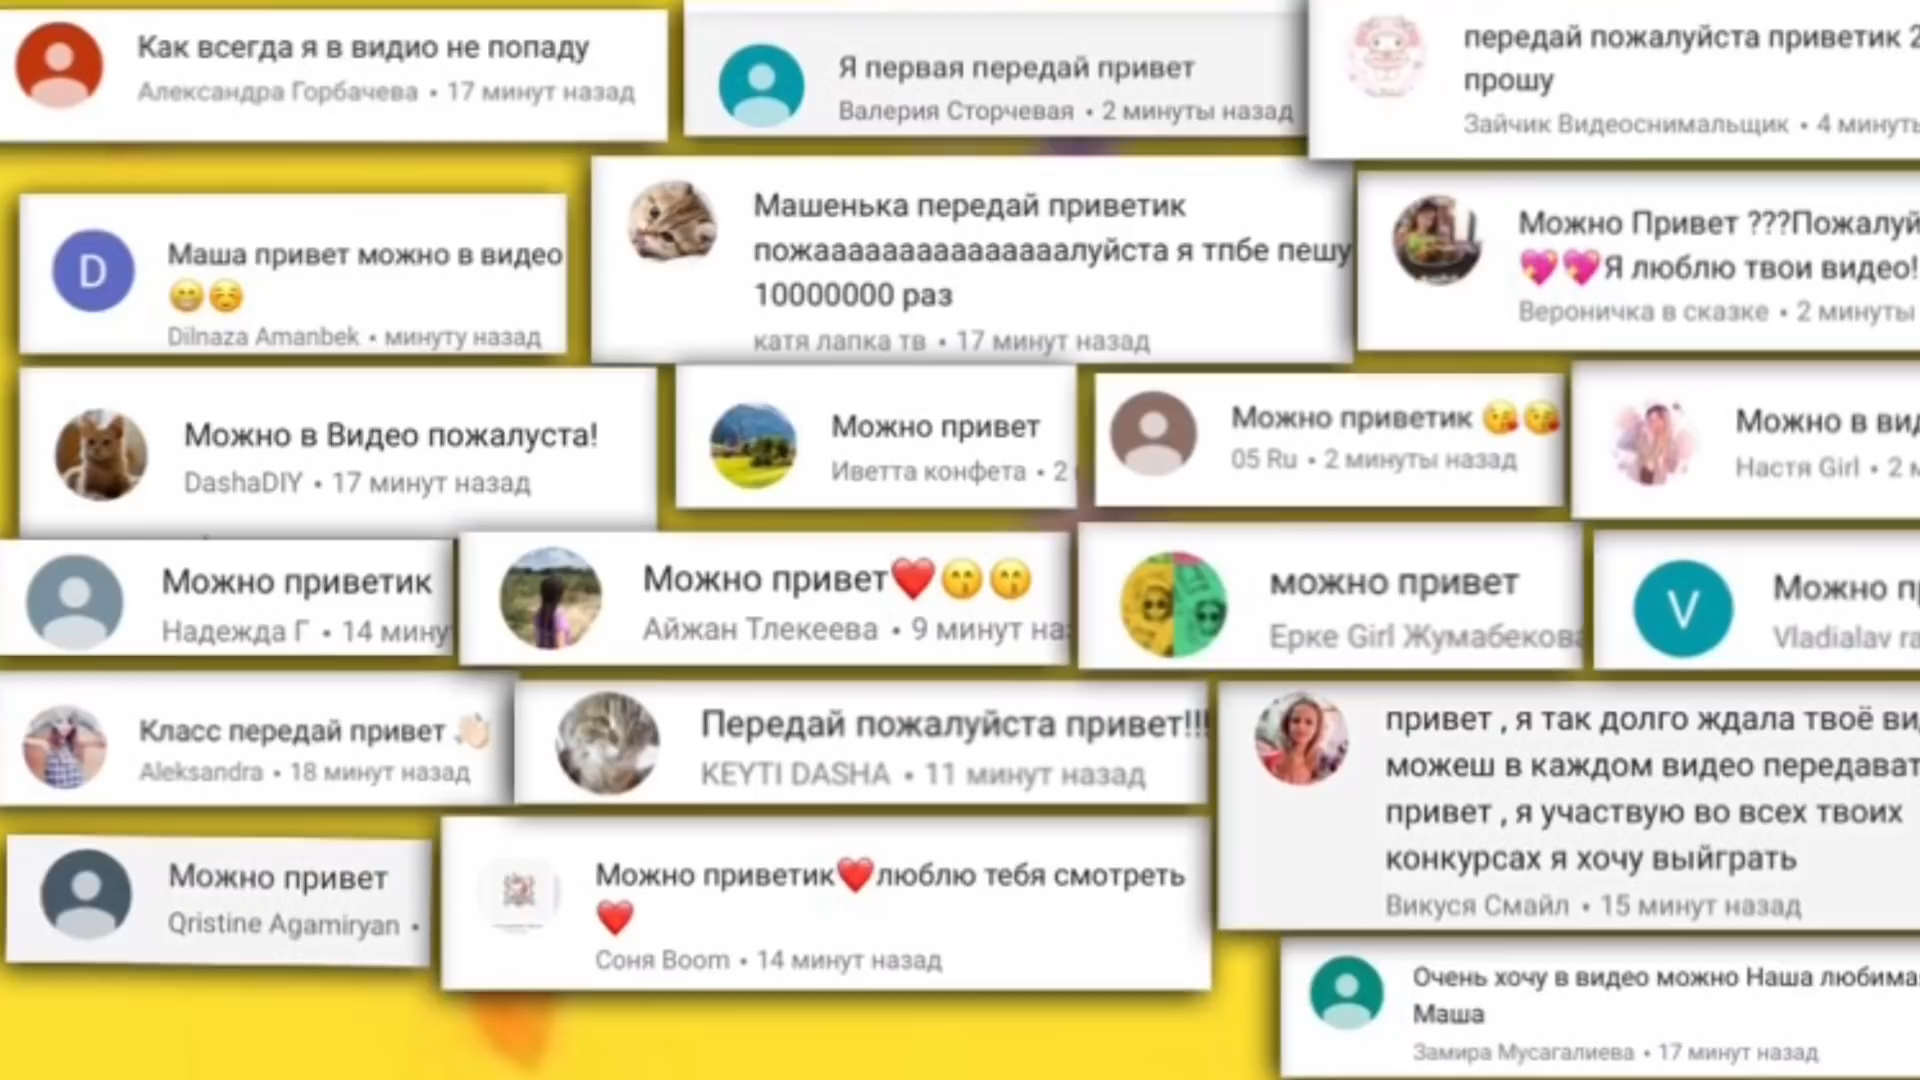 Как всегда я в видио не попаду
Александра Горбачева • 17 минут назад
Я первая передай привет
Валерия Сторчевая • 2 минуты назад
передай пожалуйста приветик 2
прошу
Зайчик Видеоснимальщик • 4 минуты
D
Маша привет можно в видео
😁☺️
Dilnaza Amanbek • минуту назад
Машенька передай приветик
пожааааааааааааааалуйста я тпбе пешу
10000000 раз
катя лапка тв • 17 минут назад
Можно Привет ???Пожалуй
💖💖Я люблю твои видео!
Вероничка в сказке • 2 минуты
Можно в Видео пожалуста!
DashaDIY • 17 минут назад
Можно привет
Иветта конфета • 2
Можно приветик 😘😘
05 Ru • 2 минуты назад
Можно в вид
Настя Girl • 2 м
Можно приветик
Надежда Г • 14 мину
Можно привет❤️😙😙
Айжан Тлекеева • 9 минут на
можно привет
Ерке Girl Жумабекова
V
Можно п
Vladialav ra
Класс передай привет 👋🏻
Aleksandra • 18 минут назад
Передай пожалуйста привет!!!
KEYTI DASHA • 11 минут назад
привет , я так долго ждала твоё ви
можеш в каждом видео передават
привет , я участвую во всех твоих
конкурсах я хочу выйграть
Викуся Смайл • 15 минут назад
Можно привет
Qristine Agamiryan •
Можно приветик❤️люблю тебя смотреть
❤️
Соня Boom • 14 минут назад
Очень хочу в видео можно Наша любима
Маша
Замира Мусагалиева • 17 минут назад